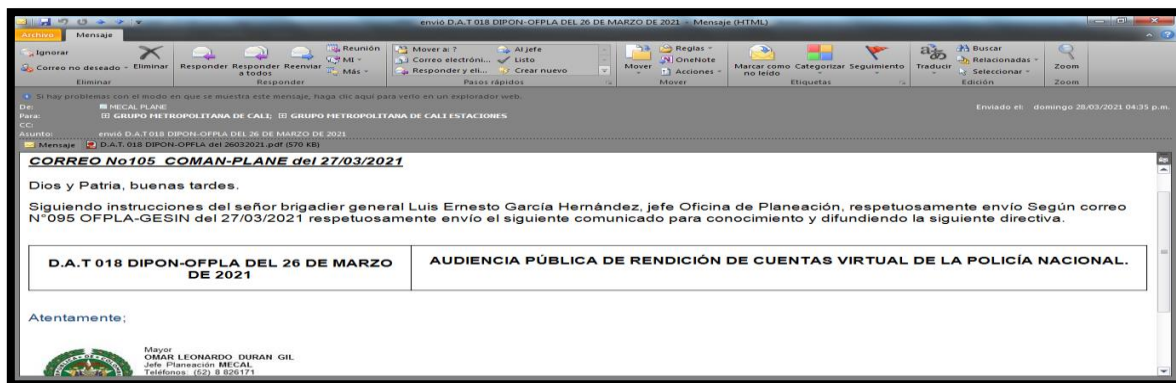 envió D.A.T 018 DIPON-OFPLA DEL 26 DE MARZO DE 2021 - Mensaje (HTML)
Archivo Mensaje
Ignorar
Correo no deseado
Eliminar
Responder Responder a todos Reenviar
Reunión
MI
Más
Mover a: ?
Correo electróni...
Responder y eli...
Al jefe
Listo
Crear nuevo
Mover
Reglas
OneNote
Acciones
Marcar como no leído Categorizar Seguimiento
Traducir
Buscar
Relacionadas
Seleccionar
Zoom
Eliminar Responder Pasos rápidos Mover Etiquetas Edición Zoom
Si hay problemas con el modo en que se muestra este mensaje, haga clic aquí para verlo en un explorador web.
De: MECAL PLANE Enviado el: domingo 28/03/2021 04:35 p.m.
Para: GRUPO METROPOLITANA DE CALI; GRUPO METROPOLITANA DE CALI ESTACIONES
CC:
Asunto: envió D.A.T 018 DIPON-OFPLA DEL 26 DE MARZO DE 2021
Mensaje D.A.T. 018 DIPON-OPFLA del 26032021.pdf (570 KB)
CORREO No105 COMAN-PLANE del 27/03/2021
Dios y Patria, buenas tardes.
Siguiendo instrucciones del señor brigadier general Luis Ernesto García Hernández, jefe Oficina de Planeación, respetuosamente envío Según correo
N°095 OFPLA-GESIN del 27/03/2021 respetuosamente envío el siguiente comunicado para conocimiento y difundiendo la siguiente directiva.
D.A.T 018 DIPON-OFPLA DEL 26 DE MARZO
DE 2021
AUDIENCIA PÚBLICA DE RENDICIÓN DE CUENTAS VIRTUAL DE LA POLICÍA NACIONAL.
Atentamente;
Mayor
OMAR LEONARDO DURAN GIL
Jefe Planeación MECAL
Teléfonos: (52) 8 826171